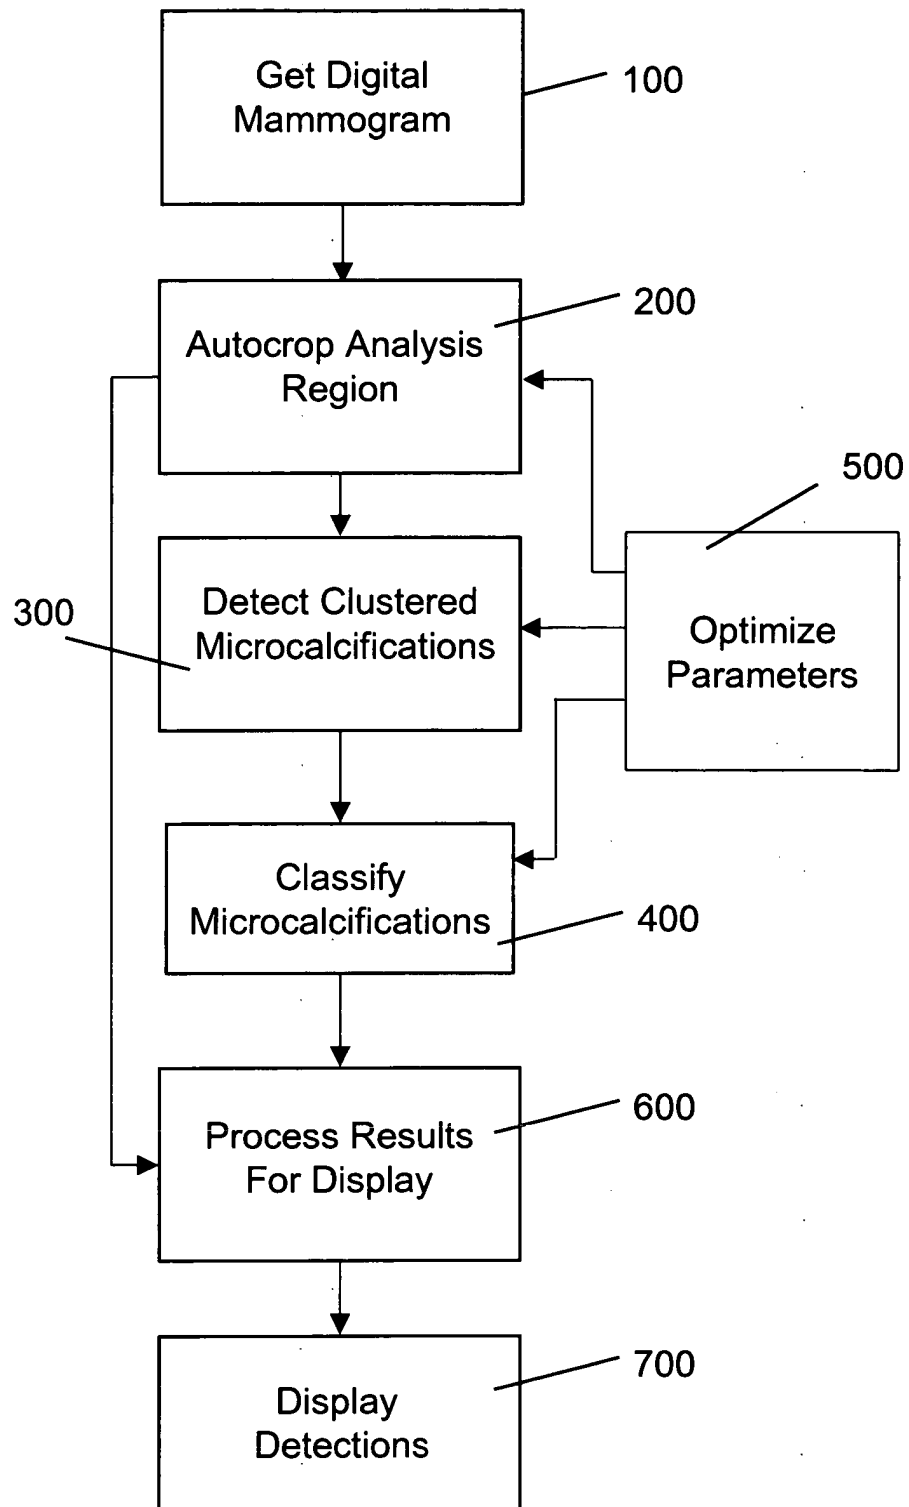 Get Digital
Mammogram
100
Autocrop Analysis
Region
200
500
Optimize
Parameters
300
Detect Clustered
Microcalcifications
Classify
Microcalcifications
400
Process Results
For Display
600
Display
Detections
700